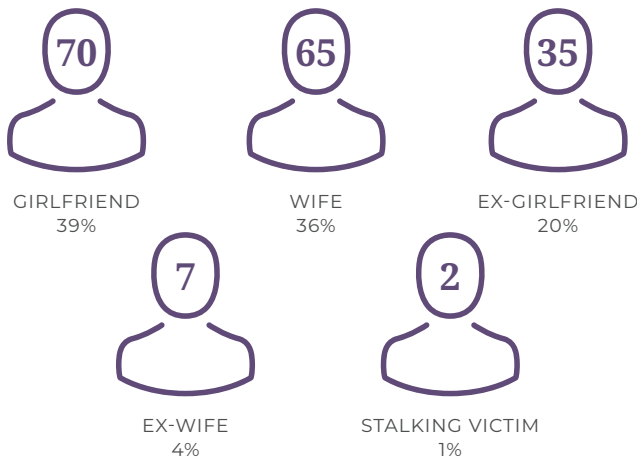 70
65
35
GIRLFRIEND
39%
WIFE
36%
EX-GIRLFRIEND
20%
7
2
EX-WIFE
4%
STALKING VICTIM
1%